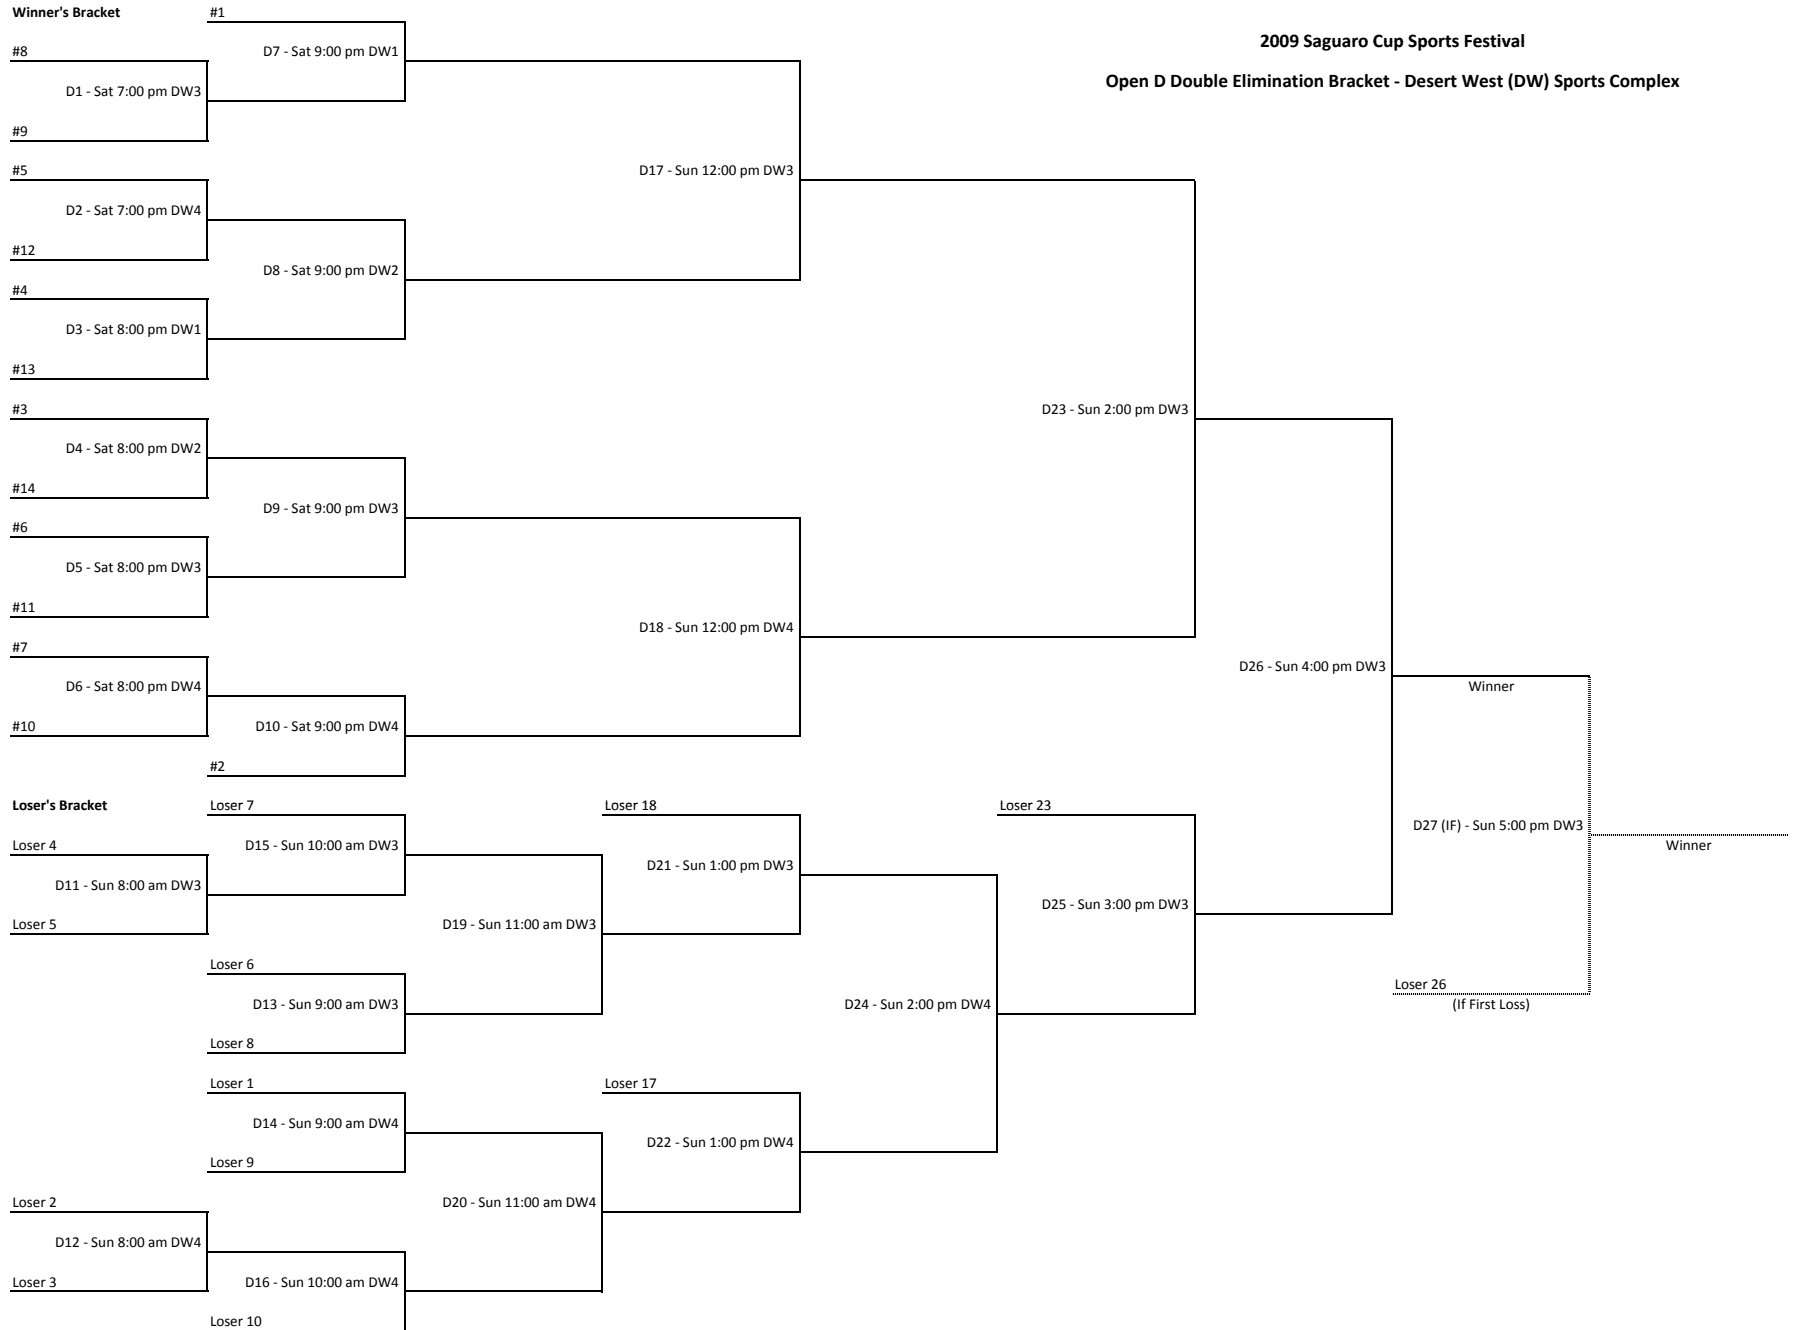 Winner's Bracket
#1
2009 Saguaro Cup Sports Festival
Open D Double Elimination Bracket - Desert West (DW) Sports Complex
#8
D7 - Sat 9:00 pm DW1
D1 - Sat 7:00 pm DW3
#9
#5
D17 - Sun 12:00 pm DW3
D2 - Sat 7:00 pm DW4
#12
D8 - Sat 9:00 pm DW2
#4
D3 - Sat 8:00 pm DW1
#13
#3
D23 - Sun 2:00 pm DW3
D4 - Sat 8:00 pm DW2
#14
D9 - Sat 9:00 pm DW3
#6
D5 - Sat 8:00 pm DW3
#11
D18 - Sun 12:00 pm DW4
#7
D26 - Sun 4:00 pm DW3
D6 - Sat 8:00 pm DW4
Winner
#10
D10 - Sat 9:00 pm DW4
#2
Loser's Bracket
Loser 7
Loser 18
Loser 23
D27 (IF) - Sun 5:00 pm DW3
Loser 4
D15 - Sun 10:00 am DW3
Winner
D21 - Sun 1:00 pm DW3
D11 - Sun 8:00 am DW3
D25 - Sun 3:00 pm DW3
Loser 5
D19 - Sun 11:00 am DW3
Loser 6
Loser 26
D13 - Sun 9:00 am DW3
D24 - Sun 2:00 pm DW4
(If First Loss)
Loser 8
Loser 1
Loser 17
D14 - Sun 9:00 am DW4
D22 - Sun 1:00 pm DW4
Loser 9
Loser 2
D20 - Sun 11:00 am DW4
D12 - Sun 8:00 am DW4
Loser 3
D16 - Sun 10:00 am DW4
Loser 10